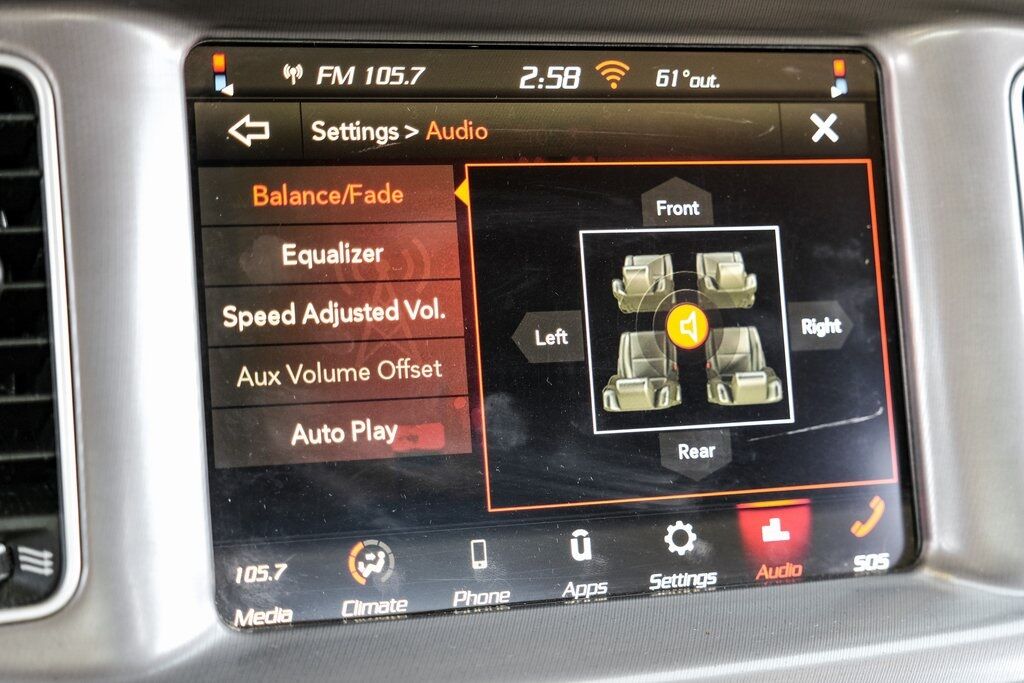 FM 105.7 2:58 61°out.
Settings > Audio
Balance/Fade
Equalizer
Speed Adjusted Vol.
Aux Volume Offset
Auto Play
Front
Left
Right
Rear
105.7
Media
Climate
Phone
Apps
Settings
Audio
SOS